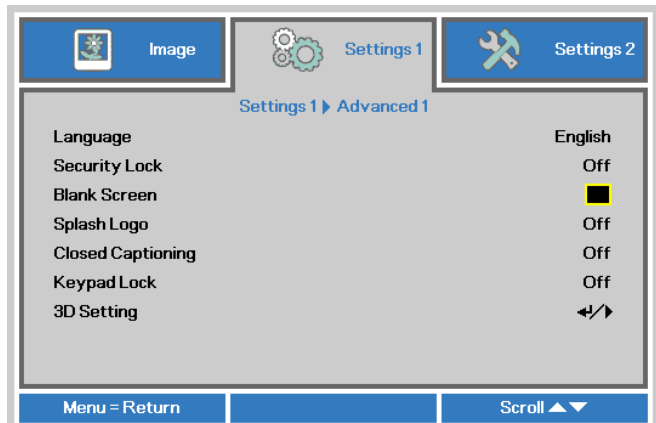 Image Settings 1 Settings 2
Settings 1 ▶ Advanced 1
Language English
Security Lock Off
Blank Screen
Splash Logo Off
Closed Captioning Off
Keypad Lock Off
3D Setting ↵/▶
Menu = Return Scroll ▲▼